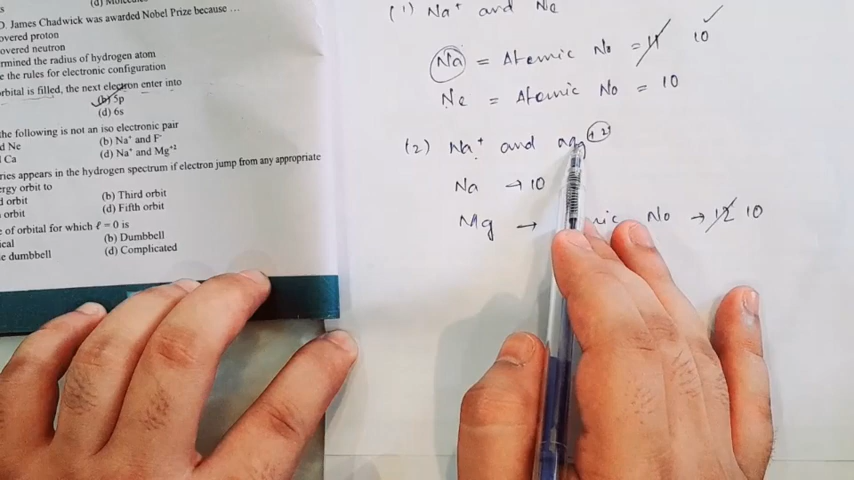 (d) Molecul
D. James Chadwick was awarded Nobel Prize because ...
overed proton
overed neutron
rmined the radius of hydrogen atom
e the rules for electronic configuration
orbital is filled, the next electron enter into
(b) 5p
(d) 6s
the following is not an iso electronic pair
d Ne (b) Na⁺ and F⁻
Ca (d) Na⁺ and Mg⁺²
ries appears in the hydrogen spectrum if electron jump from any appropriate
ergy orbit to
d orbit (b) Third orbit
orbit (d) Fifth orbit
e of orbital for which ℓ = 0 is
ical (b) Dumbbell
e dumbbell (d) Complicated
(1) Na⁺ and Ne
Na = Atomic No = 11 10
Ne = Atomic No = 10
(2) Na⁺ and Mg⁺²
Na → 10
Mg → mic No → 12 10